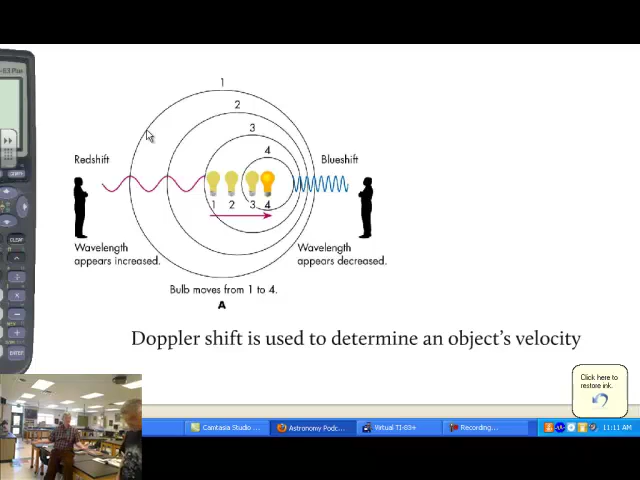 1
2
3
4
Redshift
Blueshift
1 2 3 4
Wavelength
appears increased.
Wavelength
appears decreased.
Bulb moves from 1 to 4.
A
Doppler shift is used to determine an object's velocity
Click here to
restore ink.
CLEAR
ENTER
Camtasia Studio ...
Astronomy Podc...
Virtual TI-83+
Recording...
11:11 AM